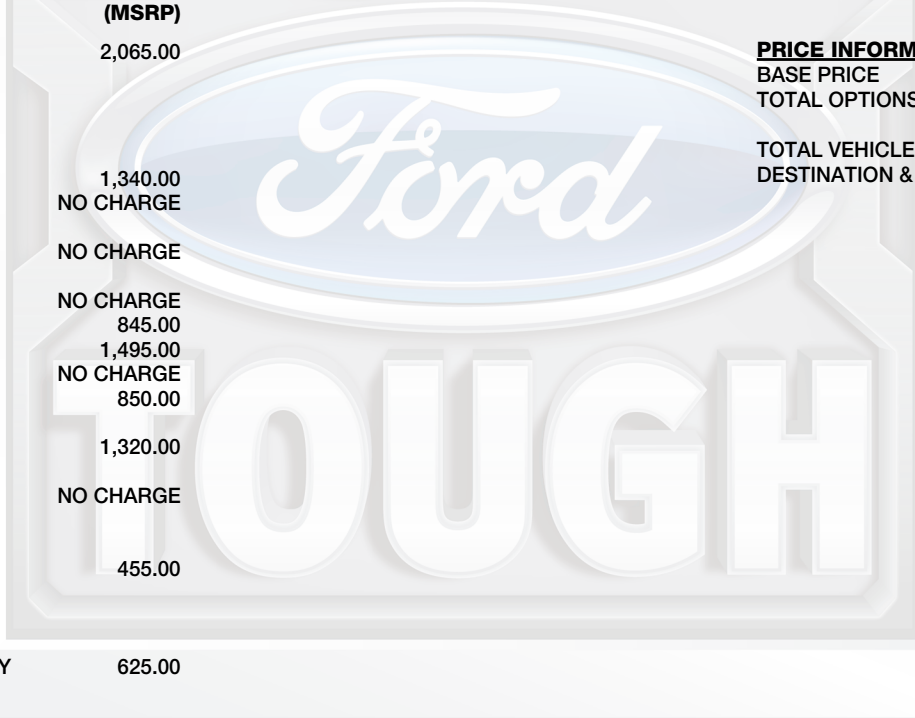 (MSRP)
2,065.00
1,340.00
NO CHARGE
NO CHARGE
NO CHARGE
845.00
1,495.00
NO CHARGE
850.00
1,320.00
NO CHARGE
455.00
Y 625.00
PRICE INFORM
BASE PRICE
TOTAL OPTIONS
TOTAL VEHICLE
DESTINATION &
Ford
TOUGH